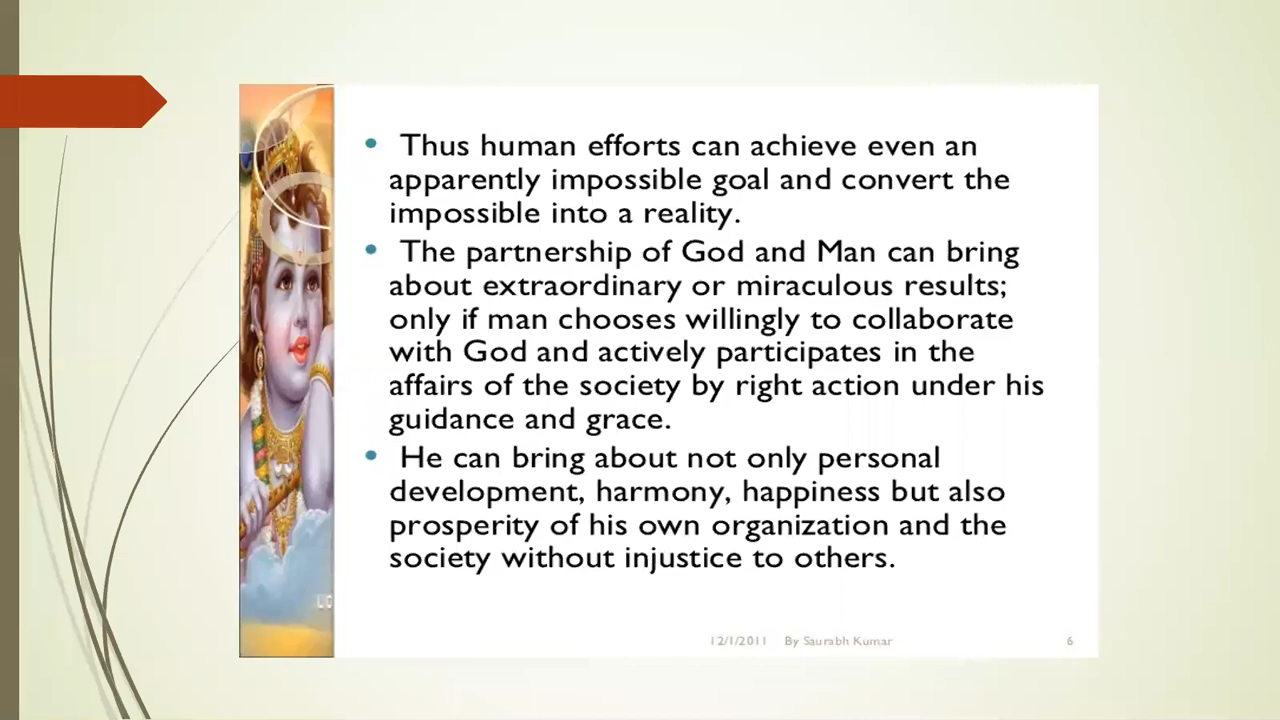 • Thus human efforts can achieve even an
apparently impossible goal and convert the
impossible into a reality.
• The partnership of God and Man can bring
about extraordinary or miraculous results;
only if man chooses willingly to collaborate
with God and actively participates in the
affairs of the society by right action under his
guidance and grace.
• He can bring about not only personal
development, harmony, happiness but also
prosperity of his own organization and the
society without injustice to others.
12/1/2011 By Saurabh Kumar 6